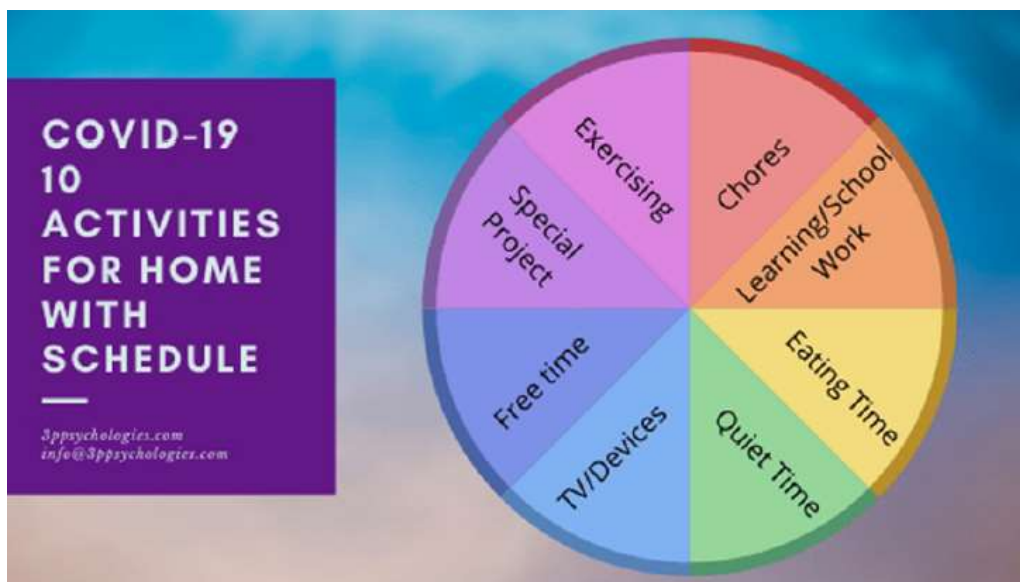 COVID-19
10
ACTIVITIES
FOR HOME
WITH
SCHEDULE
3ppsychologies.com
info@3ppsychologies.com
Exercising
Chores
Special
Project
Learning/School
Work
Free time
Eating Time
TV/Devices
Quiet Time